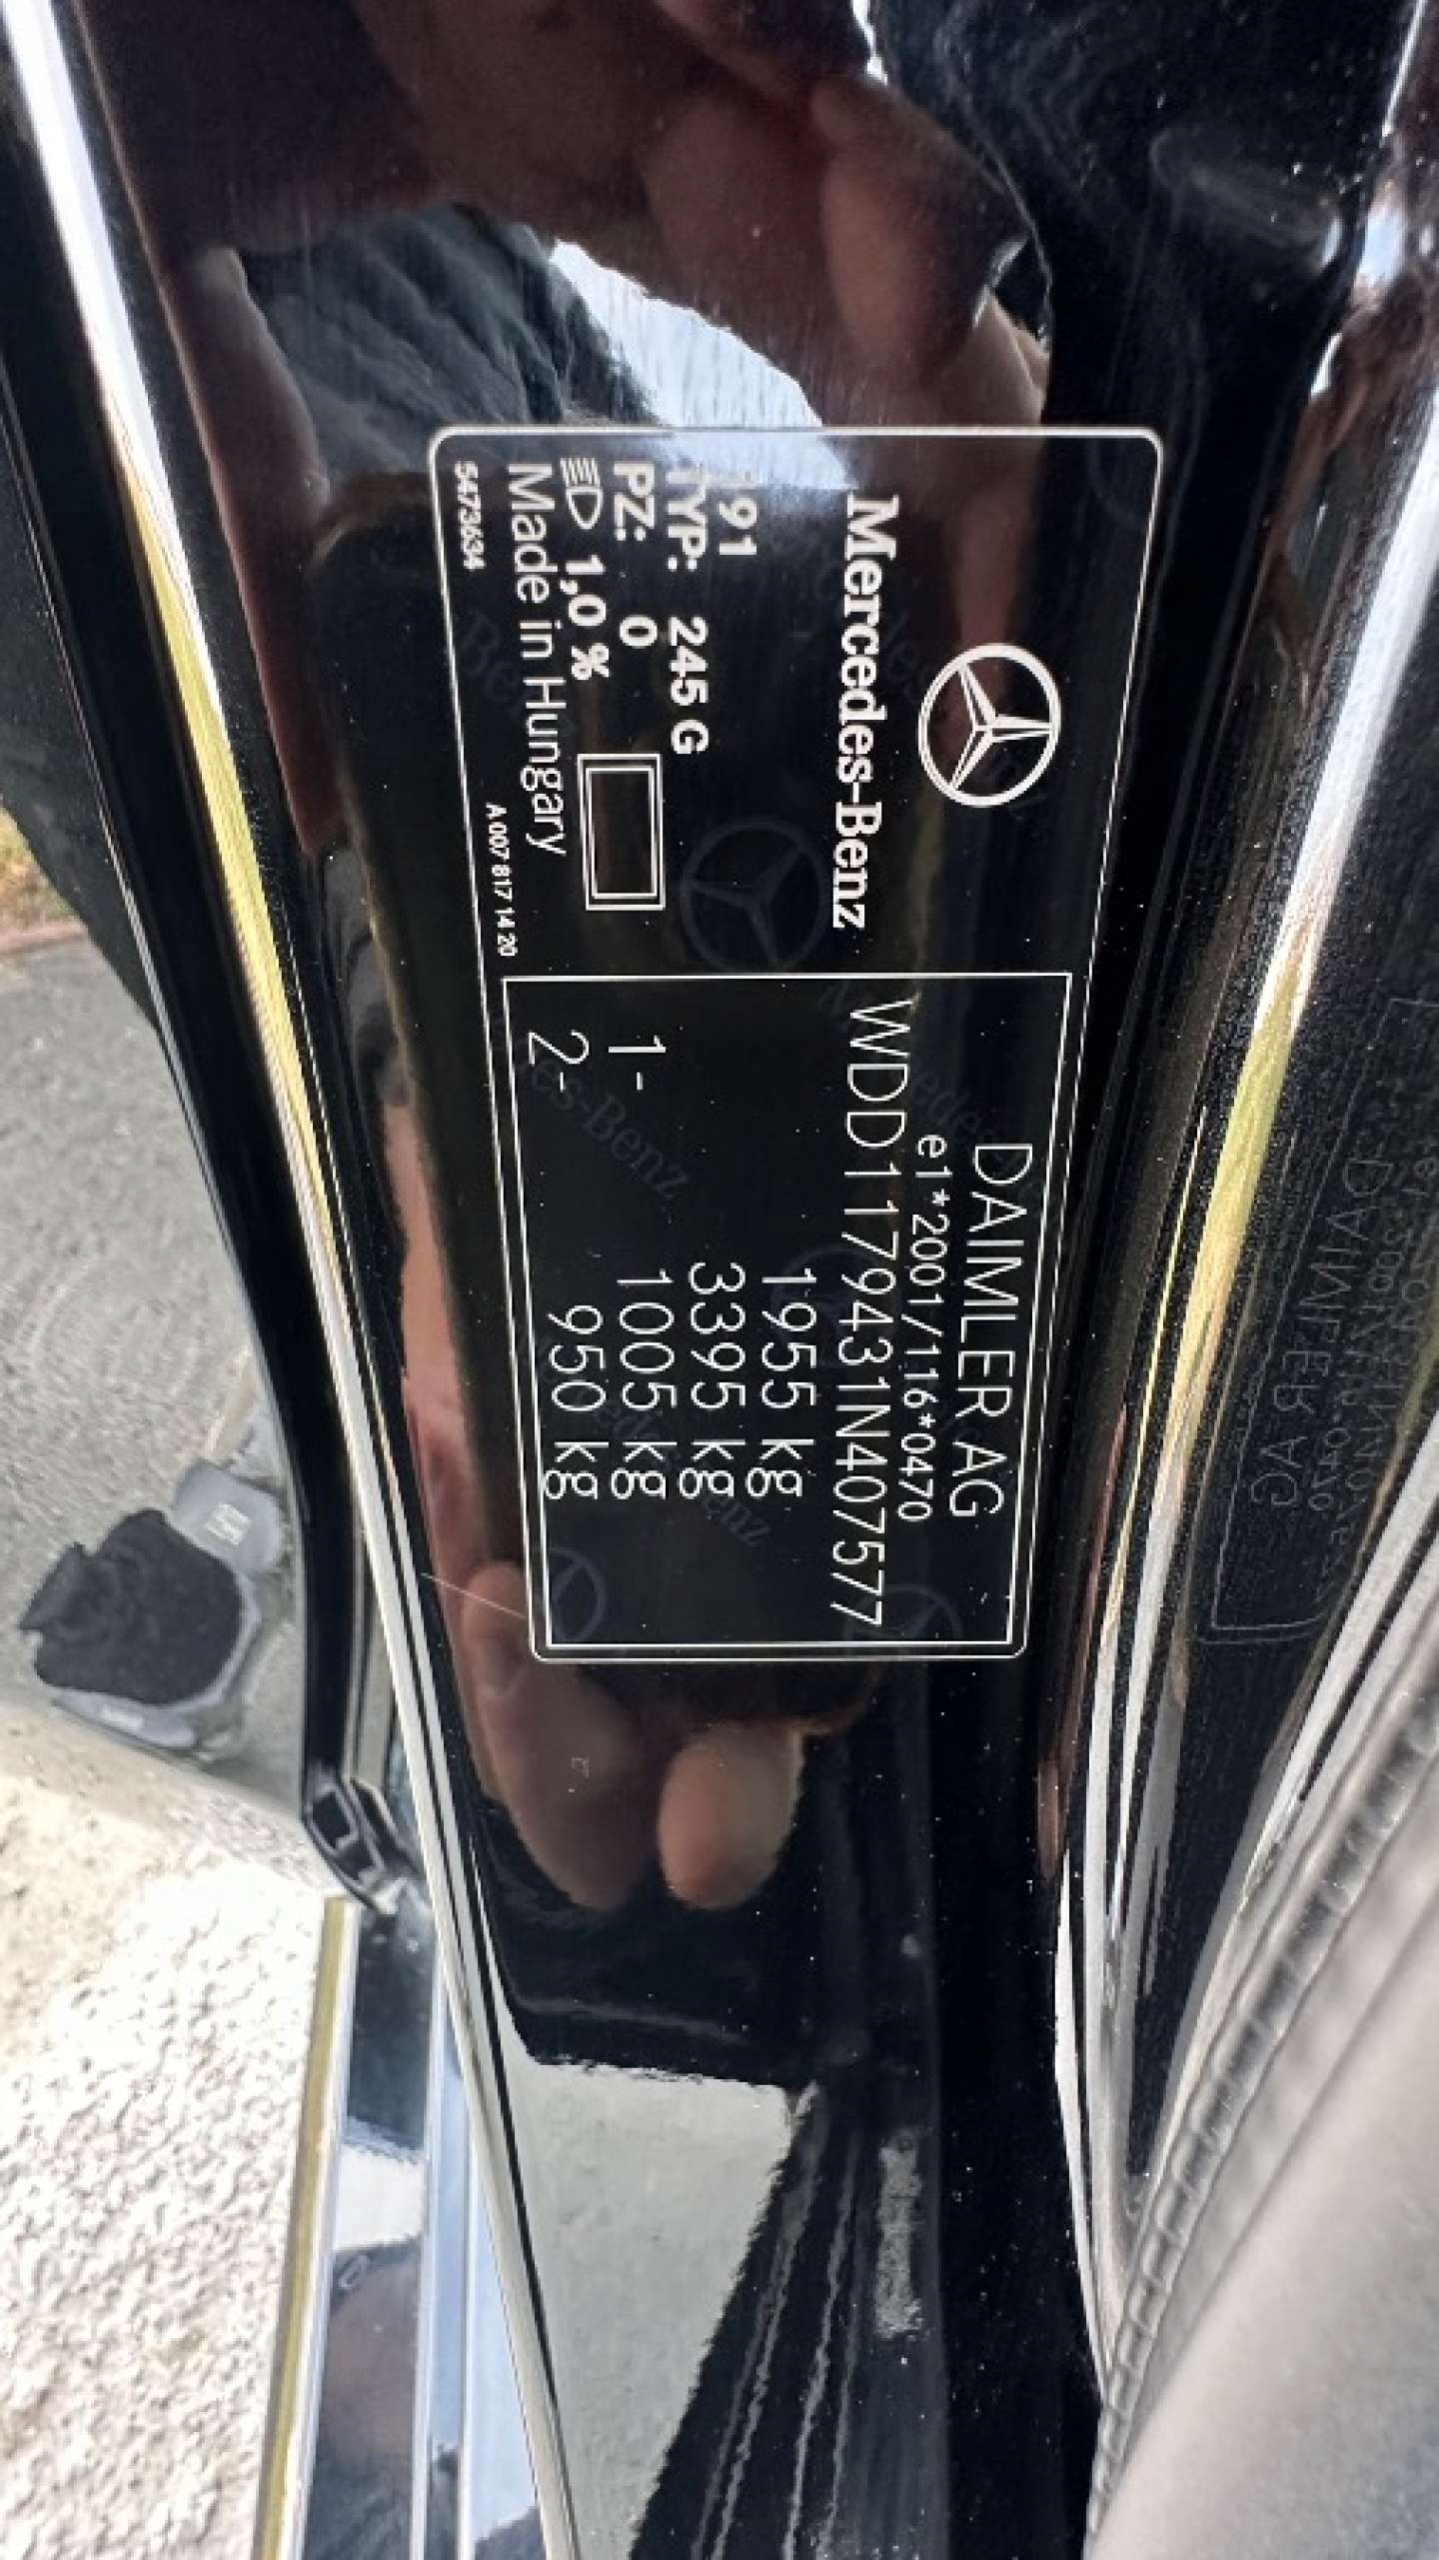 Mercedes-Benz
191
TYP: 245 G
PZ: 0
1,0 %
Made in Hungary
5473634
A 007 817 14 20
DAIMLER AG
e1*2001/116*0470
WDD1179431N407577
1955 kg
3395 kg
1- 1005 kg
2- 950 kg